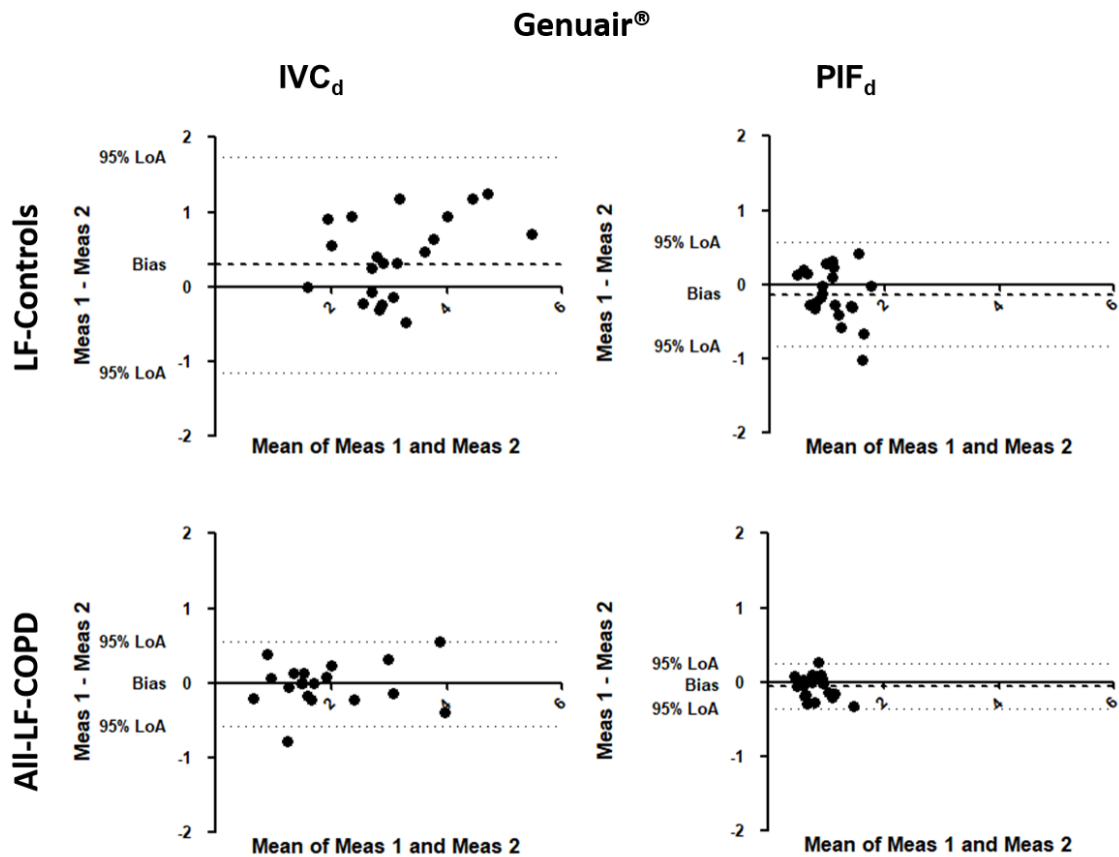 Genuair®
IVCd
PIFd
LF-Controls
Meas 1 - Meas 2
2
95% LoA
1
Bias
0
-1
95% LoA
-2
2
4
6
Mean of Meas 1 and Meas 2
Meas 1 - Meas 2
2
1
95% LoA
0
Bias
95% LoA
-1
-2
2
4
6
Mean of Meas 1 and Meas 2
All-LF-COPD
Meas 1 - Meas 2
2
1
95% LoA
Bias
0
95% LoA
-1
-2
2
4
6
Mean of Meas 1 and Meas 2
Meas 1 - Meas 2
2
1
95% LoA
0
Bias
95% LoA
-1
-2
2
4
6
Mean of Meas 1 and Meas 2